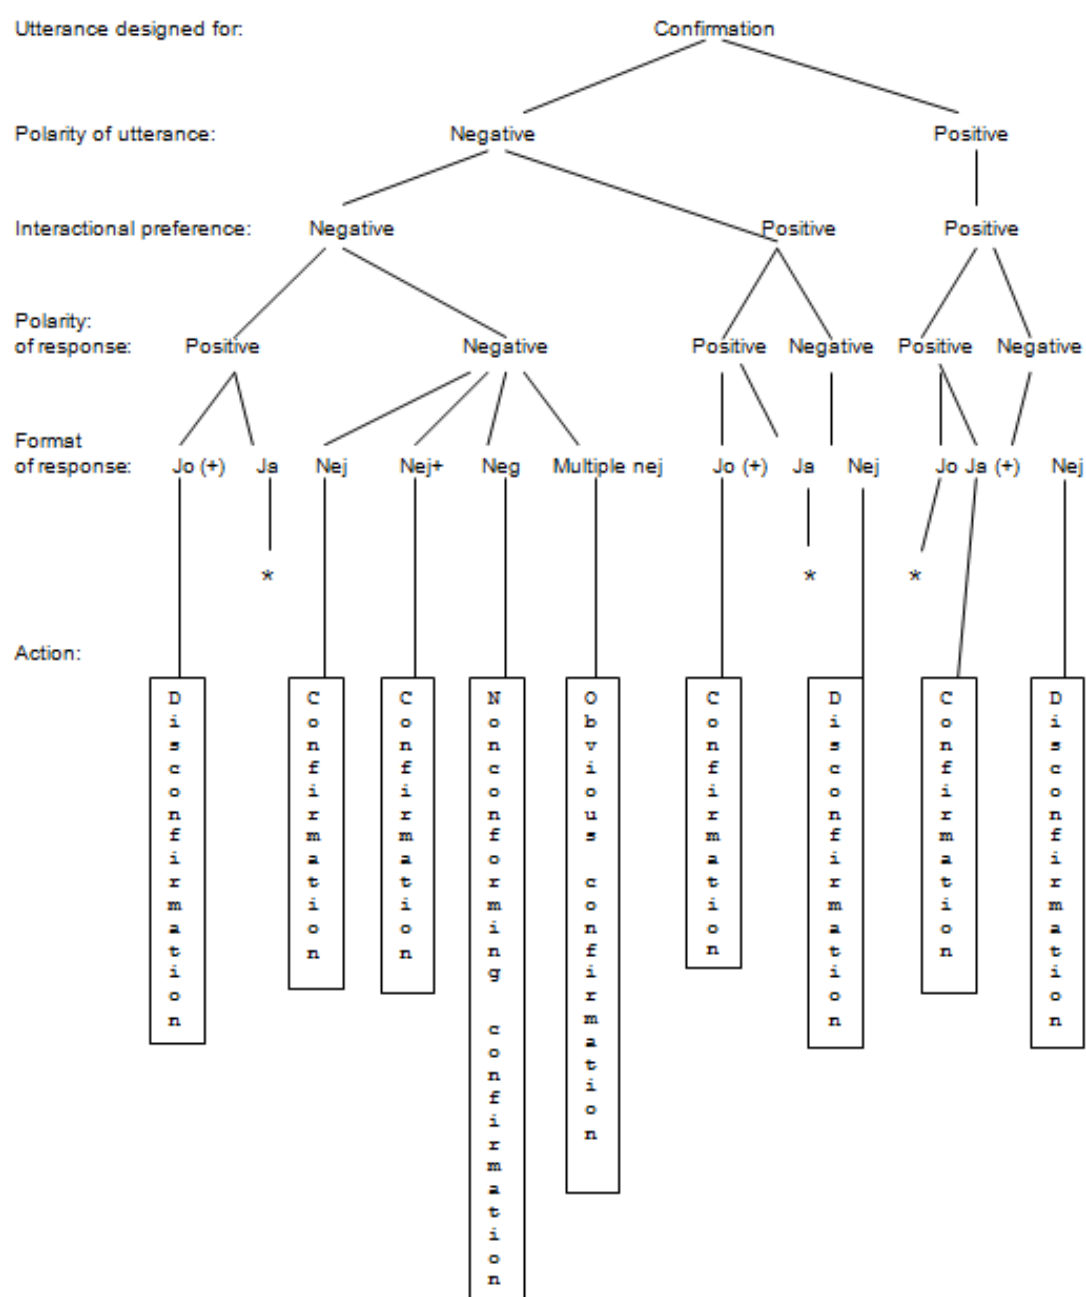 Utterance designed for: Confirmation
Polarity of utterance: Negative Positive
Interactional preference: Negative Positive Positive
Polarity:
of response: Positive Negative Positive Negative Positive Negative
Format
of response: Jo (+) Ja Nej Nej+ Neg Multiple nej Jo (+) Ja Nej Jo Ja (+) Nej
* * *
Action:
Disconfirmation
Confirmation
Confirmation
Nonconforming confirmation
Obvious confirmation
Confirmation
Disconfirmation
Confirmation
Disconfirmation